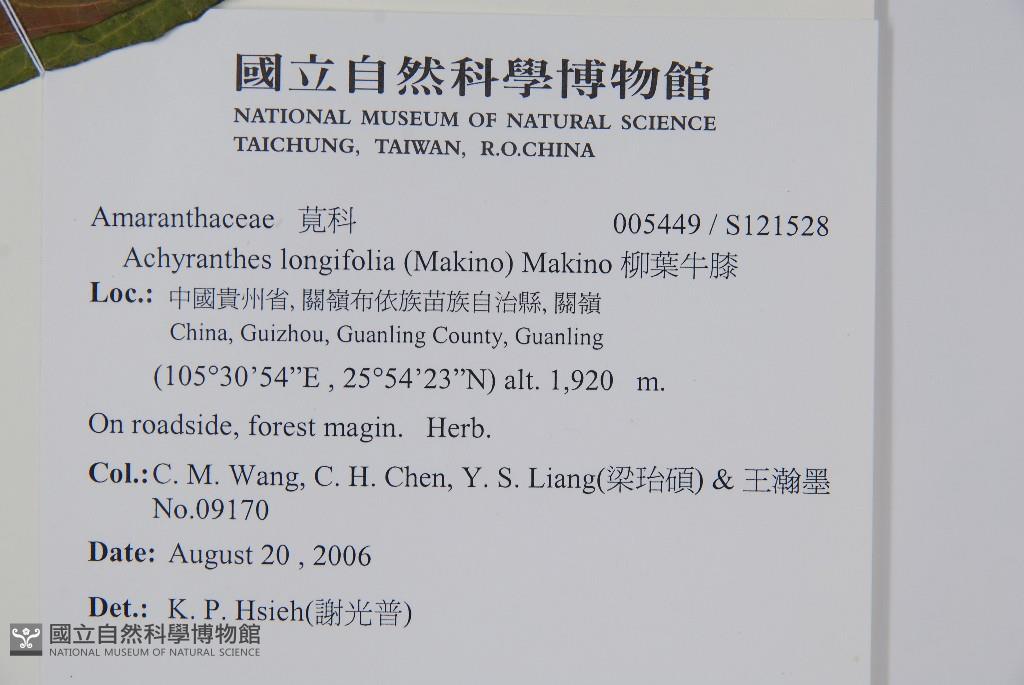 國立自然科學博物館
NATIONAL MUSEUM OF NATURAL SCIENCE
TAICHUNG, TAIWAN, R.O.CHINA
Amaranthaceae 莧科 005449 / S121528
Achyranthes longifolia (Makino) Makino 柳葉牛膝
Loc.: 中國貴州省, 關嶺布依族苗族自治縣, 關嶺
China, Guizhou, Guanling County, Guanling
(105°30’54”E , 25°54’23”N) alt. 1,920 m.
On roadside, forest magin. Herb.
Col.: C. M. Wang, C. H. Chen, Y. S. Liang(梁珆碩) & 王瀚墨
No.09170
Date: August 20 , 2006
Det.: K. P. Hsieh(謝光普)
國立自然科學博物館
NATIONAL MUSEUM OF NATURAL SCIENCE